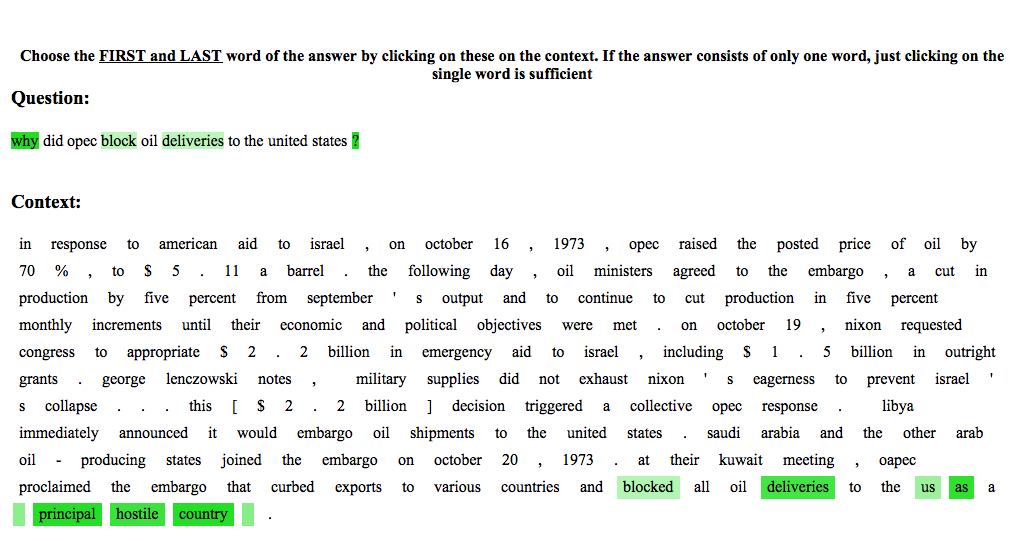 Choose the FIRST and LAST word of the answer by clicking on these on the context. If the answer consists of only one word, just clicking on the
single word is sufficient
Question:
why did opec block oil deliveries to the united states ?
Context:
in response to american aid to israel , on october 16 , 1973 , opec raised the posted price of oil by
70 % , to $ 5 . 11 a barrel . the following day , oil ministers agreed to the embargo , a cut in
production by five percent from september ' s output and to continue to cut production in five percent
monthly increments until their economic and political objectives were met . on october 19 , nixon requested
congress to appropriate $ 2 . 2 billion in emergency aid to israel , including $ 1 . 5 billion in outright
grants . george lenczowski notes , military supplies did not exhaust nixon ' s eagerness to prevent israel '
s collapse . . . this [ $ 2 . 2 billion ] decision triggered a collective opec response . libya
immediately announced it would embargo oil shipments to the united states . saudi arabia and the other arab
oil - producing states joined the embargo on october 20 , 1973 . at their kuwait meeting , oapec
proclaimed the embargo that curbed exports to various countries and blocked all oil deliveries to the us as a
principal hostile country .